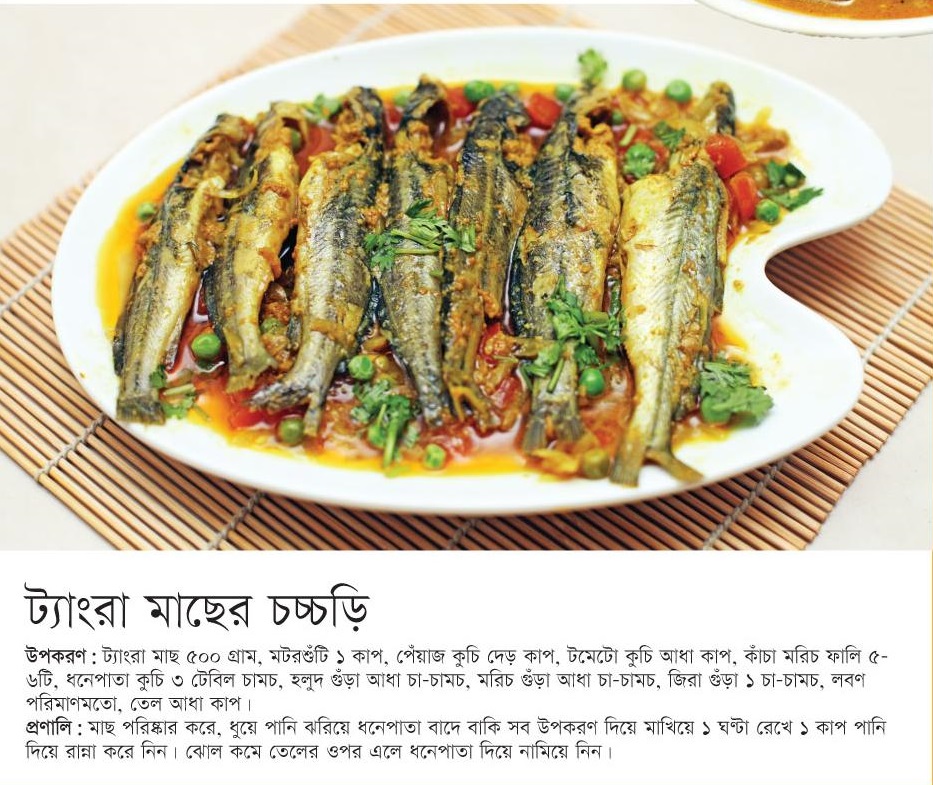 ট্যাংরা মাছের চচ্চড়ি
উপকরণ : ট্যাংরা মাছ ৫০০ গ্রাম, মটরশুঁটি ১ কাপ, পেঁয়াজ কুচি দেড় কাপ, টমেটো কুচি আধা কাপ, কাঁচা মরিচ ফালি ৫-
৬টি, ধনেপাতা কুচি ৩ টেবিল চামচ, হলুদ গুঁড়া আধা চা-চামচ, মরিচ গুঁড়া আধা চা-চামচ, জিরা গুঁড়া ১ চা-চামচ, লবণ
পরিমাণমতো, তেল আধা কাপ।
প্রণালি : মাছ পরিষ্কার করে, ধুয়ে পানি ঝরিয়ে ধনেপাতা বাদে বাকি সব উপকরণ দিয়ে মাখিয়ে ১ ঘণ্টা রেখে ১ কাপ পানি
দিয়ে রান্না করে নিন। ঝোল কমে তেলের ওপর এলে ধনেপাতা দিয়ে নামিয়ে নিন।